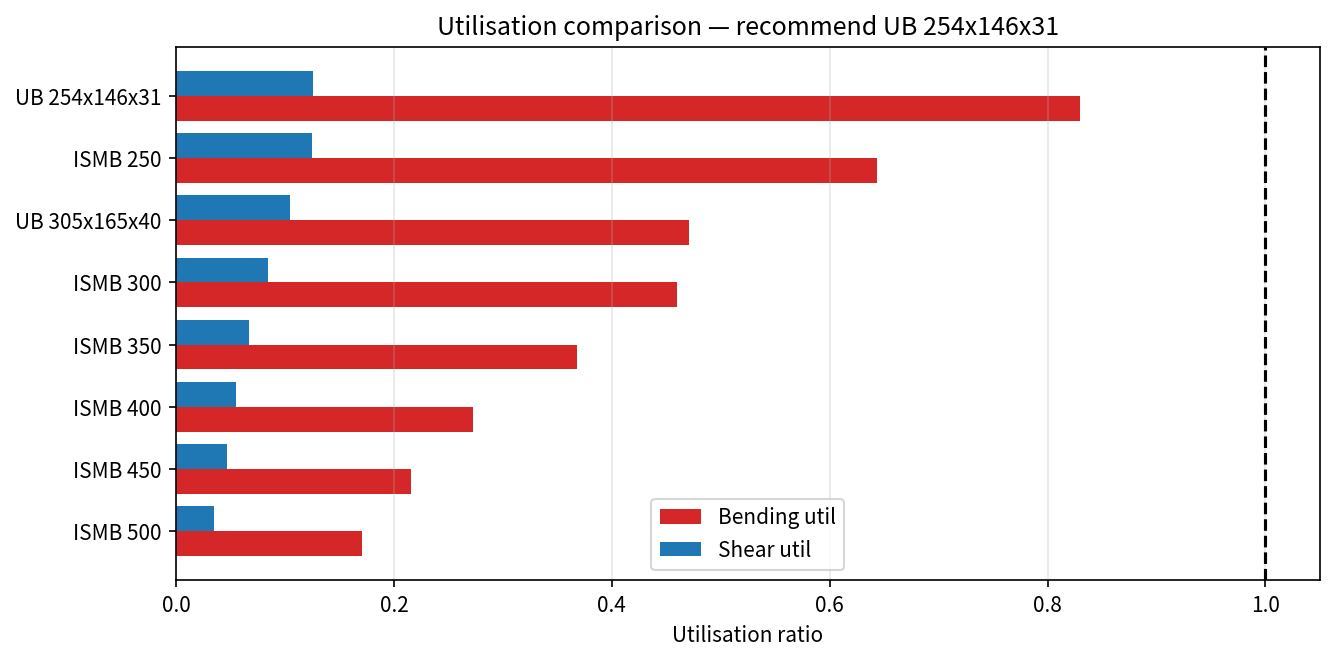 Utilisation comparison — recommend UB 254x146x31
UB 254x146x31
ISMB 250
UB 305x165x40
ISMB 300
ISMB 350
ISMB 400
ISMB 450
ISMB 500
Bending util
Shear util
0.0 0.2 0.4 0.6 0.8 1.0
Utilisation ratio